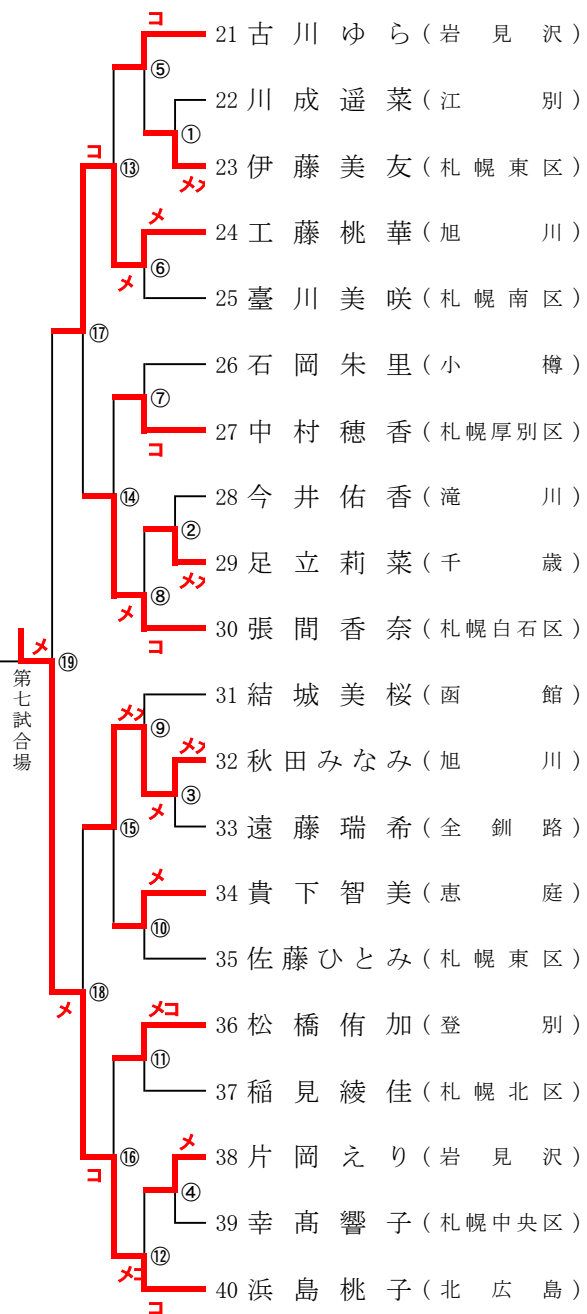 コ
21 古川ゆら(岩見沢)
⑤
22 川成遥菜(江別)
①
コ
⑬
23 伊藤美友(札幌東区)
メメ
メ
24 工藤桃華(旭川)
⑥
メ
25 臺川美咲(札幌南区)
⑰
26 石岡朱里(小樽)
⑦
27 中村穂香(札幌厚別区)
コ
⑭
28 今井佑香(滝川)
②
29 足立莉菜(千歳)
メメ
⑧
メ
30 張間香奈(札幌白石区)
コ
メ
⑲
第七試合場
31 結城美桜(函館)
メメ
⑨
メメ
32 秋田みなみ(旭川)
③
メ
33 遠藤瑞希(全釧路)
⑮
メ
34 貴下智美(恵庭)
⑩
35 佐藤ひとみ(札幌東区)
⑱
メ
メコ
36 松橋侑加(登別)
⑪
37 稲見綾佳(札幌北区)
メ
38 片岡えり(岩見沢)
⑯
コ
④
39 幸髙響子(札幌中央区)
⑫
メコ
40 浜島桃子(北広島)
コ